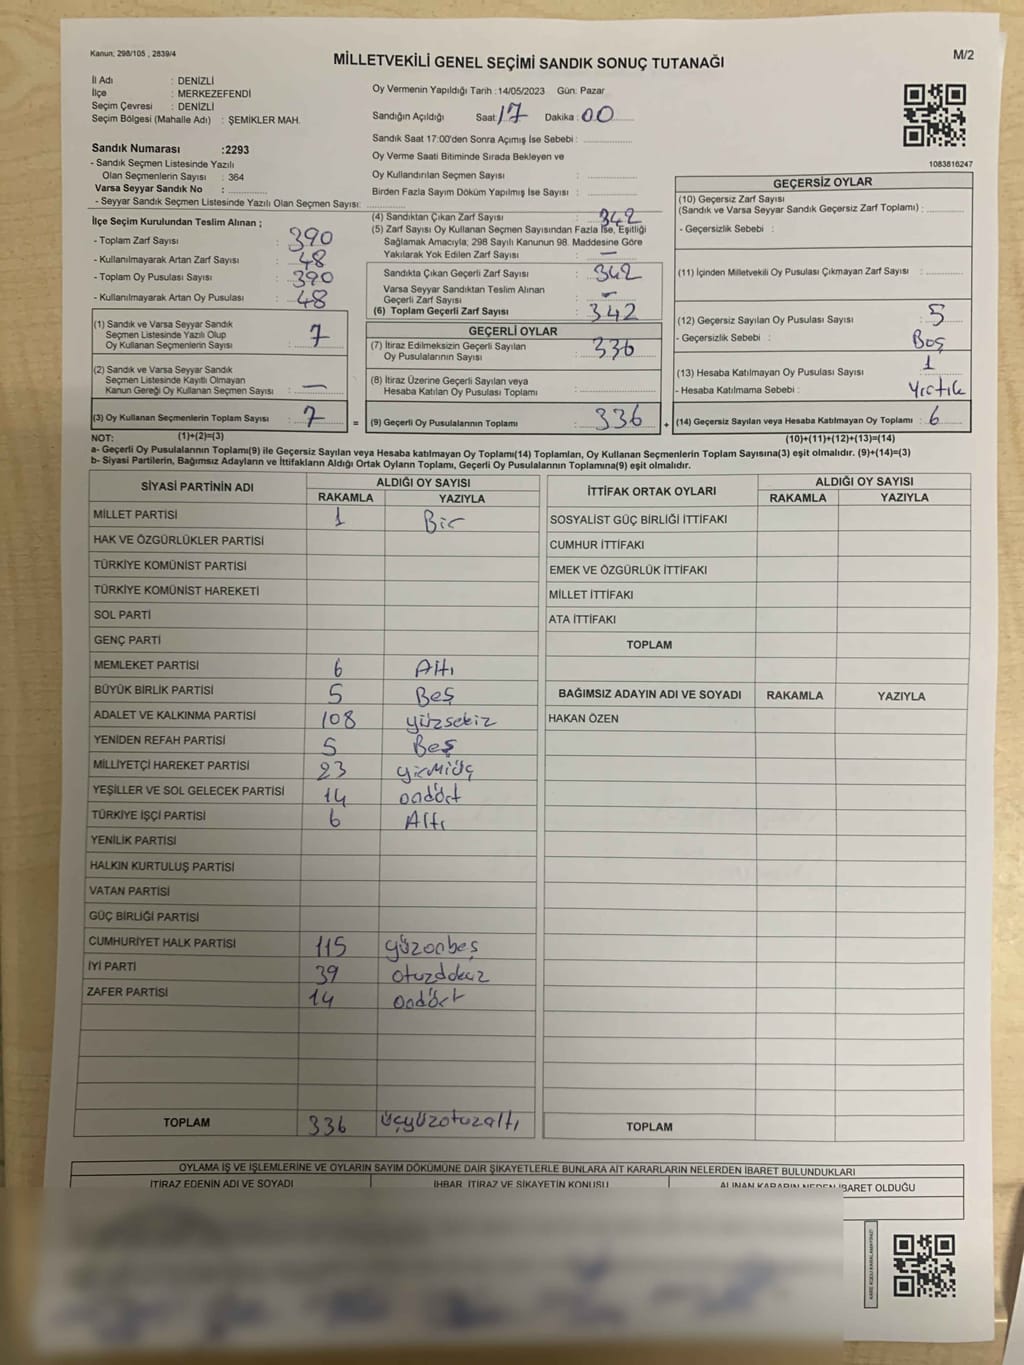 Kanun; 298/105 , 2839/4
MİLLETVEKİLİ GENEL SEÇİMİ SANDIK SONUÇ TUTANAĞI
M/2
İl Adı : DENİZLİ
İlçe : MERKEZEFENDİ
Seçim Çevresi : DENİZLİ
Seçim Bölgesi (Mahalle Adı) : ŞEMİKLER MAH.
Sandık Numarası :2293
- Sandık Seçmen Listesinde Yazılı
Olan Seçmenlerin Sayısı : 364
Varsa Seyyar Sandık No :
- Seyyar Sandık Seçmen Listesinde Yazılı Olan Seçmen Sayısı:
Oy Vermenin Yapıldığı Tarih :14/05/2023 Gün: Pazar
Sandığın Açıldığı Saat: 17 Dakika : 00
Sandık Saat 17:00'den Sonra Açımış İse Sebebi :
Oy Verme Saati Bitiminde Sırada Bekleyen ve
Oy Kullandırılan Seçmen Sayısı :
Birden Fazla Sayım Döküm Yapılmış İse Sayısı :
1083816247
İlçe Seçim Kurulundan Teslim Alınan ;
- Toplam Zarf Sayısı : 390
- Kullanılmayarak Artan Zarf Sayısı : 48
- Toplam Oy Pusulası Sayısı : 390
- Kullanılmayarak Artan Oy Pusulası : 48
(1) Sandık ve Varsa Seyyar Sandık
Seçmen Listesinde Yazılı Olup
Oy Kullanan Seçmenlerin Sayısı : 7
(2) Sandık ve Varsa Seyyar Sandık
Seçmen Listesinde Kayıtlı Olmayan
Kanun Gereği Oy Kullanan Seçmen Sayısı : —
(3) Oy Kullanan Seçmenlerin Toplam Sayısı : 7
(1)+(2)=(3)
(4) Sandıktan Çıkan Zarf Sayısı : 342
(5) Zarf Sayısı Oy Kullanan Seçmen Sayısından Fazla İse, Eşitliği
Sağlamak Amacıyla; 298 Sayılı Kanunun 98. Maddesine Göre
Yakılarak Yok Edilen Zarf Sayısı : —
Sandıkta Çıkan Geçerli Zarf Sayısı : 342
Varsa Seyyar Sandıktan Teslim Alınan
Geçerli Zarf Sayısı : —
(6) Toplam Geçerli Zarf Sayısı : 342
GEÇERLİ OYLAR
(7) İtiraz Edilmeksizin Geçerli Sayılan
Oy Pusulalarının Sayısı : 336
(8) İtiraz Üzerine Geçerli Sayılan veya
Hesaba Katılan Oy Pusulası Toplamı :
= (9) Geçerli Oy Pusulalarının Toplamı : 336 +
GEÇERSİZ OYLAR
(10) Geçersiz Zarf Sayısı
(Sandık ve Varsa Seyyar Sandık Geçersiz Zarf Toplamı) :
- Geçersizlik Sebebi :
(11) İçinden Milletvekili Oy Pusulası Çıkmayan Zarf Sayısı :
(12) Geçersiz Sayılan Oy Pusulası Sayısı : 5
- Geçersizlik Sebebi : Boş
(13) Hesaba Katılmayan Oy Pusulası Sayısı : 1
- Hesaba Katılmama Sebebi : Yırtık
(14) Geçersiz Sayılan veya Hesaba Katılmayan Oy Toplamı : 6
(10)+(11)+(12)+(13)=(14)
NOT:
a- Geçerli Oy Pusulalarının Toplamı(9) ile Geçersiz Sayılan veya Hesaba katılmayan Oy Toplamı(14) Toplamları, Oy Kullanan Seçmenlerin Toplam Sayısına(3) eşit olmalıdır. (9)+(14)=(3)
b- Siyasi Partilerin, Bağımsız Adayların ve İttifakların Aldığı Ortak Oyların Toplamı, Geçerli Oy Pusulalarının Toplamına(9) eşit olmalıdır.
SİYASİ PARTİNİN ADI ALDIĞI OY SAYISI
RAKAMLA YAZIYLA
MİLLET PARTİSİ 1 Bir
HAK VE ÖZGÜRLÜKLER PARTİSİ
TÜRKİYE KOMÜNİST PARTİSİ
TÜRKİYE KOMÜNİST HAREKETİ
SOL PARTİ
GENÇ PARTİ
MEMLEKET PARTİSİ 6 Altı
BÜYÜK BİRLİK PARTİSİ 5 Beş
ADALET VE KALKINMA PARTİSİ 108 yüzsekiz
YENİDEN REFAH PARTİSİ 5 Beş
MİLLİYETÇİ HAREKET PARTİSİ 23 yirmiüç
YEŞİLLER VE SOL GELECEK PARTİSİ 14 ondört
TÜRKİYE İŞÇİ PARTİSİ 6 Altı
YENİLİK PARTİSİ
HALKIN KURTULUŞ PARTİSİ
VATAN PARTİSİ
GÜÇ BİRLİĞİ PARTİSİ
CUMHURİYET HALK PARTİSİ 115 yüzonbeş
İYİ PARTİ 39 otuzdokuz
ZAFER PARTİSİ 14 ondört
TOPLAM 336 üçyüzotuzaltı
İTTİFAK ORTAK OYLARI ALDIĞI OY SAYISI
RAKAMLA YAZIYLA
SOSYALİST GÜÇ BİRLİĞİ İTTİFAKI
CUMHUR İTTİFAKI
EMEK VE ÖZGÜRLÜK İTTİFAKI
MİLLET İTTİFAKI
ATA İTTİFAKI
TOPLAM
BAĞIMSIZ ADAYIN ADI VE SOYADI RAKAMLA YAZIYLA
HAKAN ÖZEN
TOPLAM
OYLAMA İŞ VE İŞLEMLERİNE VE OYLARIN SAYIM DÖKÜMÜNE DAİR ŞİKAYETLERLE BUNLARA AİT KARARLARIN NELERDEN İBARET BULUNDUKLARI
İTİRAZ EDENİN ADI VE SOYADI İHBAR, İTİRAZ VE ŞİKAYETİN KONUSU ALINAN KARARIN NEDEN İBARET OLDUĞU